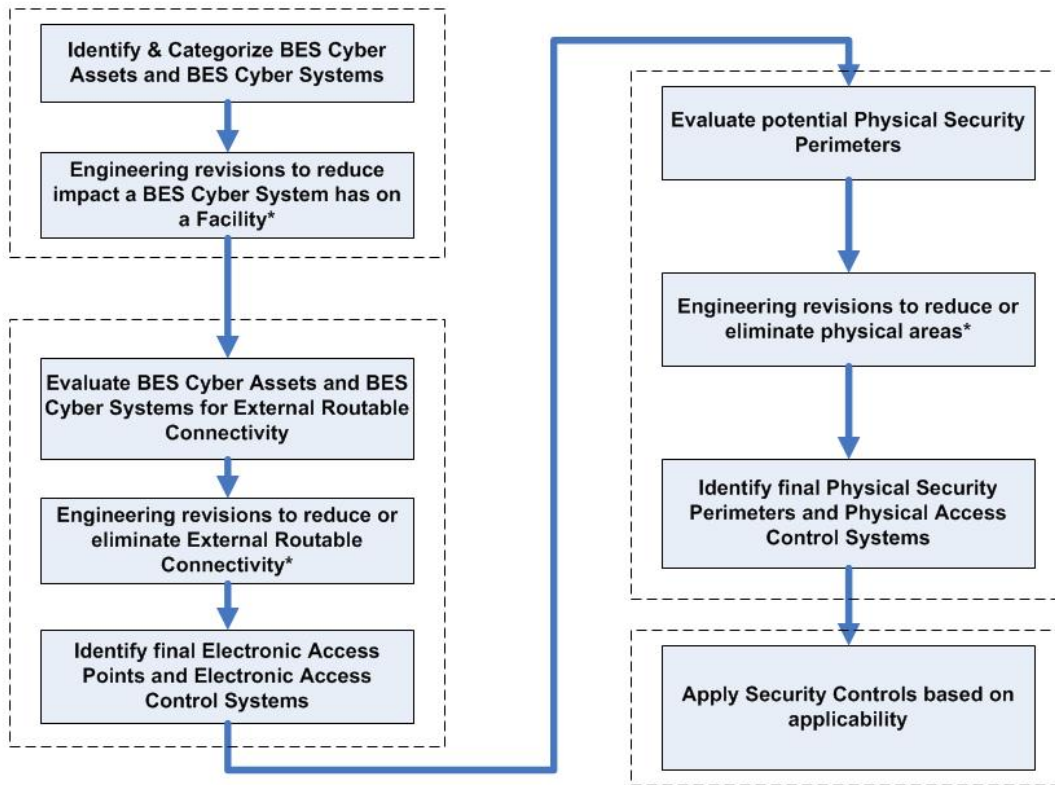 Identify & Categorize BES Cyber
Assets and BES Cyber Systems
Engineering revisions to reduce
impact a BES Cyber System has on
a Facility*
Evaluate BES Cyber Assets and BES
Cyber Systems for External Routable
Connectivity
Engineering revisions to reduce or
eliminate External Routable
Connectivity*
Identify final Electronic Access
Points and Electronic Access
Control Systems
Evaluate potential Physical Security
Perimeters
Engineering revisions to reduce or
eliminate physical areas*
Identify final Physical Security
Perimeters and Physical Access
Control Systems
Apply Security Controls based on
applicability